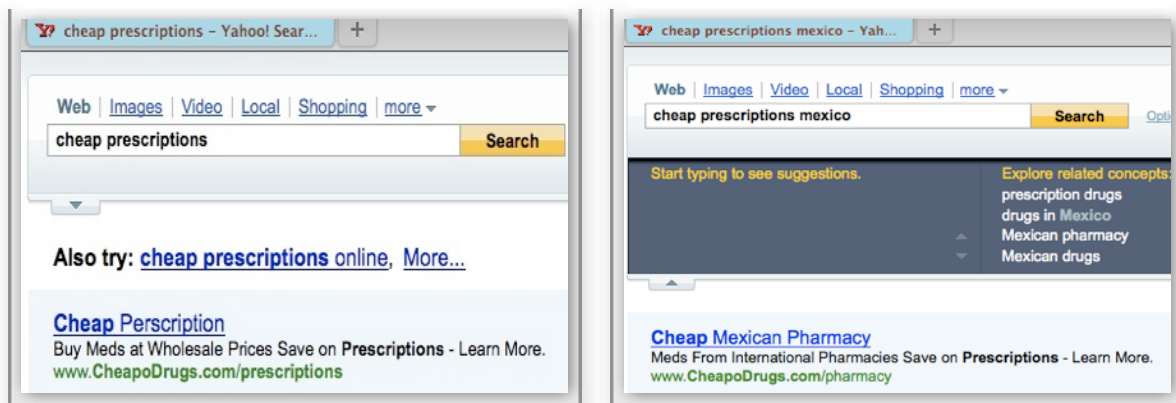 cheap prescriptions – Yahoo! Sear...
Web | Images | Video | Local | Shopping | more
cheap prescriptions Search
Also try: cheap prescriptions online, More...
Cheap Perscription
Buy Meds at Wholesale Prices Save on Prescriptions - Learn More.
www.CheapoDrugs.com/prescriptions
cheap prescriptions mexico – Yah...
Web | Images | Video | Local | Shopping | more
cheap prescriptions mexico Search Opti
Start typing to see suggestions.
Explore related concepts:
prescription drugs
drugs in Mexico
Mexican pharmacy
Mexican drugs
Cheap Mexican Pharmacy
Meds From International Pharmacies Save on Prescriptions - Learn More.
www.CheapoDrugs.com/pharmacy